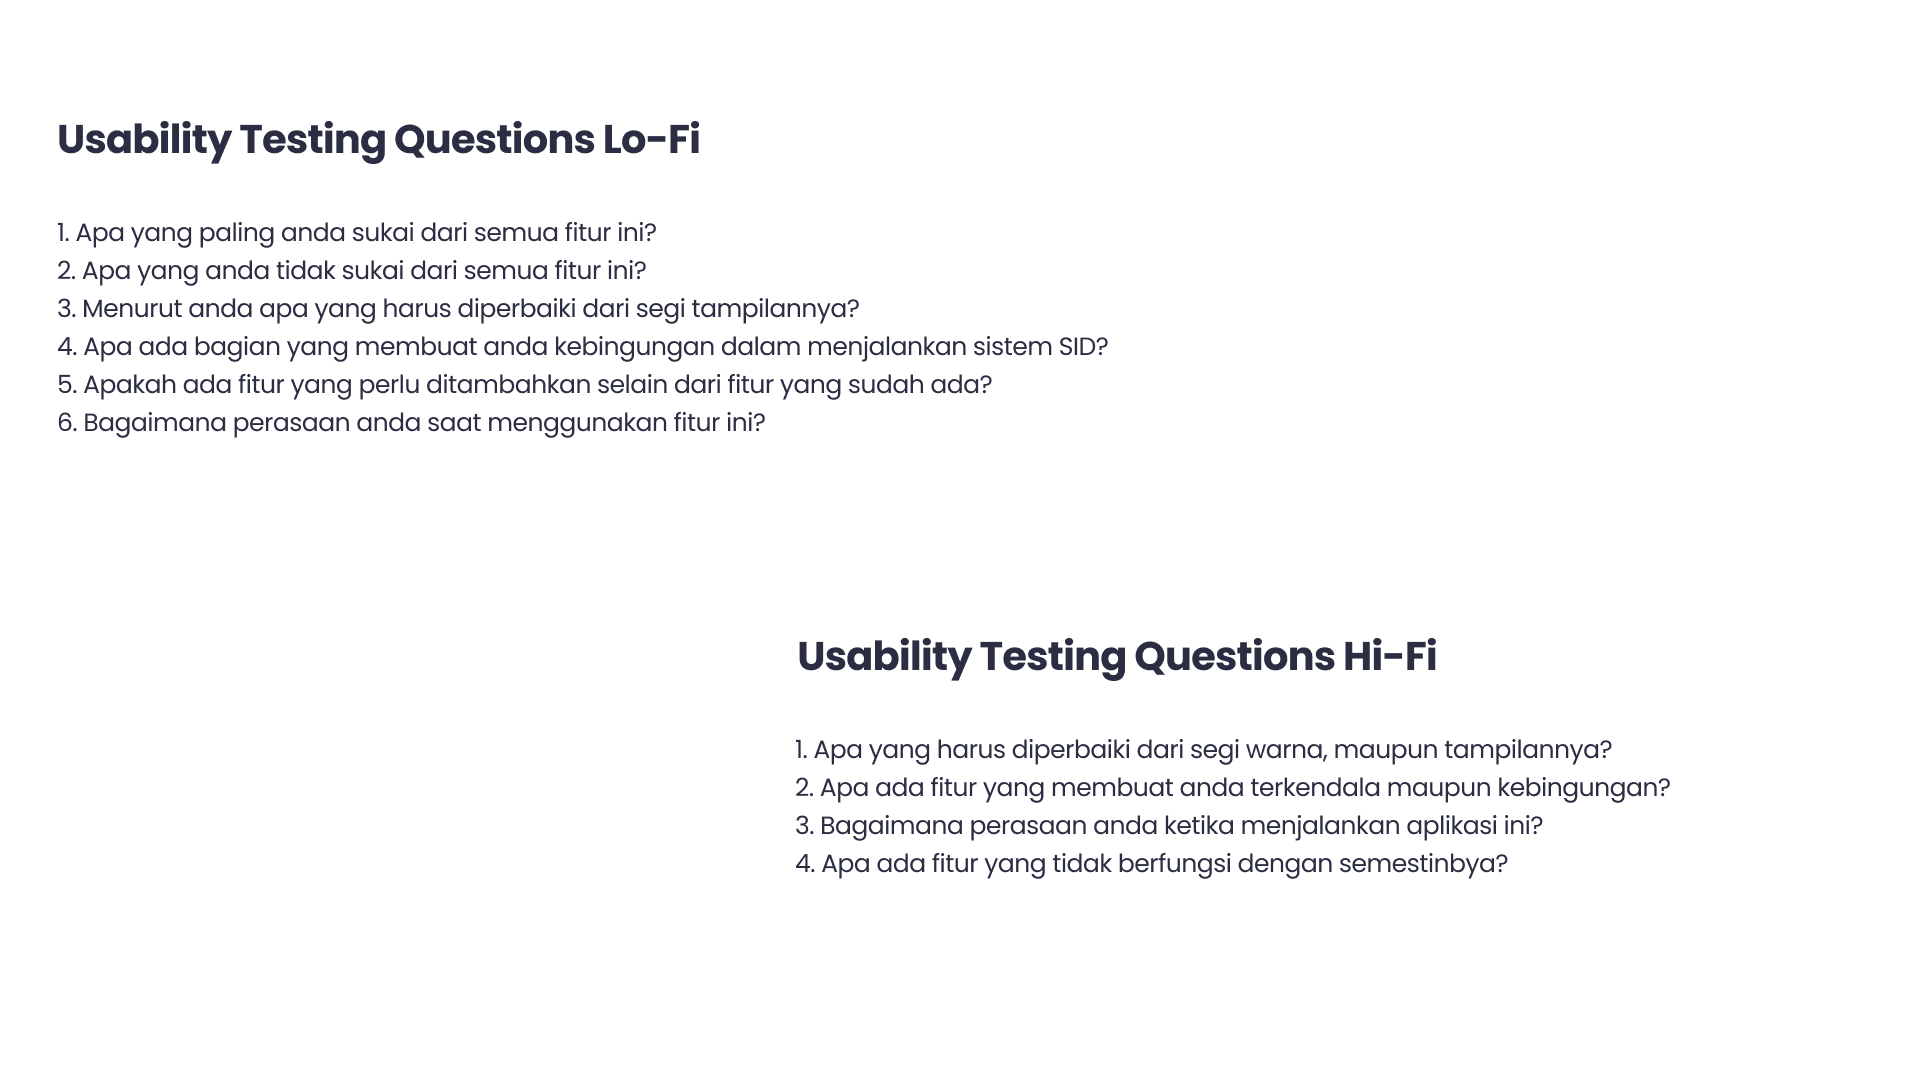 Usability Testing Questions Lo-Fi
1. Apa yang paling anda sukai dari semua fitur ini?
2. Apa yang anda tidak sukai dari semua fitur ini?
3. Menurut anda apa yang harus diperbaiki dari segi tampilannya?
4. Apa ada bagian yang membuat anda kebingungan dalam menjalankan sistem SID?
5. Apakah ada fitur yang perlu ditambahkan selain dari fitur yang sudah ada?
6. Bagaimana perasaan anda saat menggunakan fitur ini?
Usability Testing Questions Hi-Fi
1. Apa yang harus diperbaiki dari segi warna, maupun tampilannya?
2. Apa ada fitur yang membuat anda terkendala maupun kebingungan?
3. Bagaimana perasaan anda ketika menjalankan aplikasi ini?
4. Apa ada fitur yang tidak berfungsi dengan semestinbya?